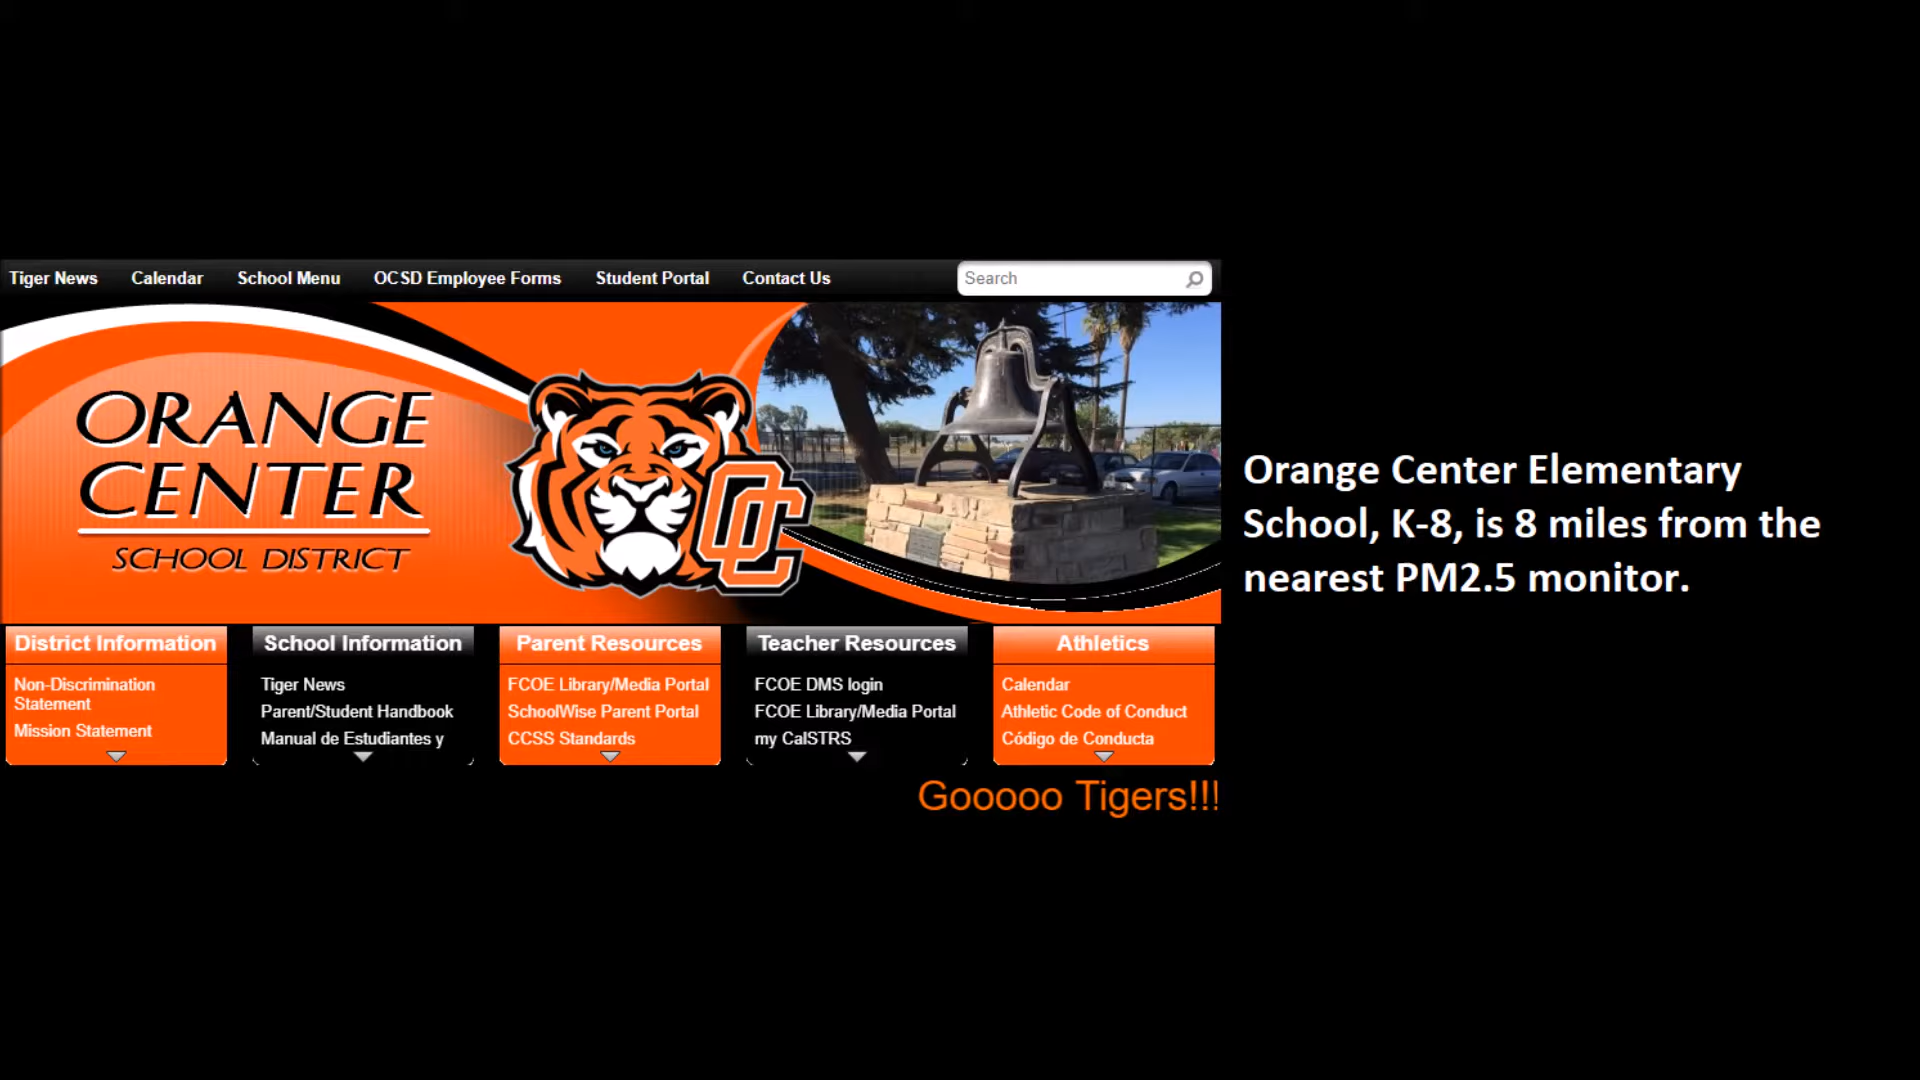 Tiger News Calendar School Menu OCSD Employee Forms Student Portal Contact Us Search
ORANGE
CENTER
SCHOOL DISTRICT
OC
Orange Center Elementary
School, K-8, is 8 miles from the
nearest PM2.5 monitor.
District Information
Non-Discrimination
Statement
Mission Statement
School Information
Tiger News
Parent/Student Handbook
Manual de Estudiantes y
Parent Resources
FCOE Library/Media Portal
SchoolWise Parent Portal
CCSS Standards
Teacher Resources
FCOE DMS login
FCOE Library/Media Portal
my CalSTRS
Athletics
Calendar
Athletic Code of Conduct
Código de Conducta
Gooooo Tigers!!!